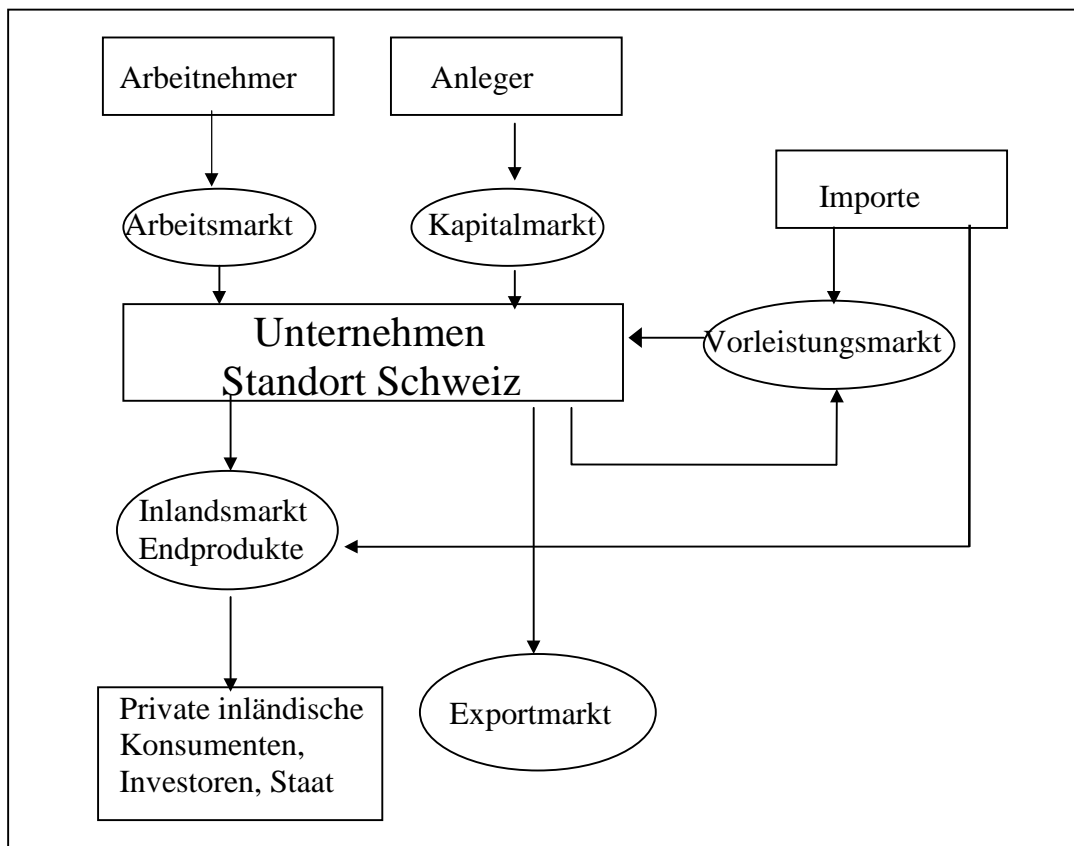 Arbeitnehmer
Anleger
Importe
Arbeitsmarkt
Kapitalmarkt
Unternehmen
Standort Schweiz
Vorleistungsmarkt
Inlandsmarkt
Endprodukte
Private inländische
Konsumenten,
Investoren, Staat
Exportmarkt